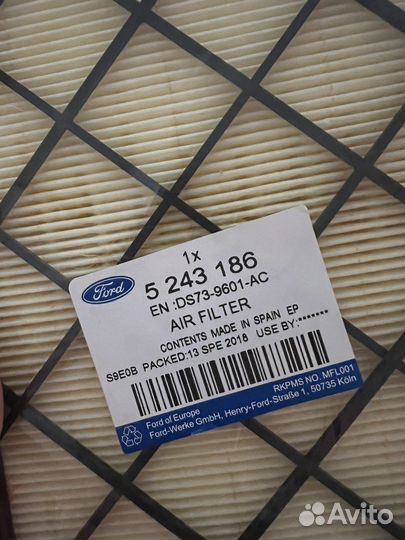 1x
Ford
5 243 186
EN :DS73-9601-AC
AIR FILTER
CONTENTS MADE IN SPAIN EP
S9E0B PACKED:13 SPE 2016 USE BY:*******
Ford of Europe
RKPMS NO. MFL001
Ford-Werke GmbH, Henry-Ford-Straße 1, 50735 Köln
Avito